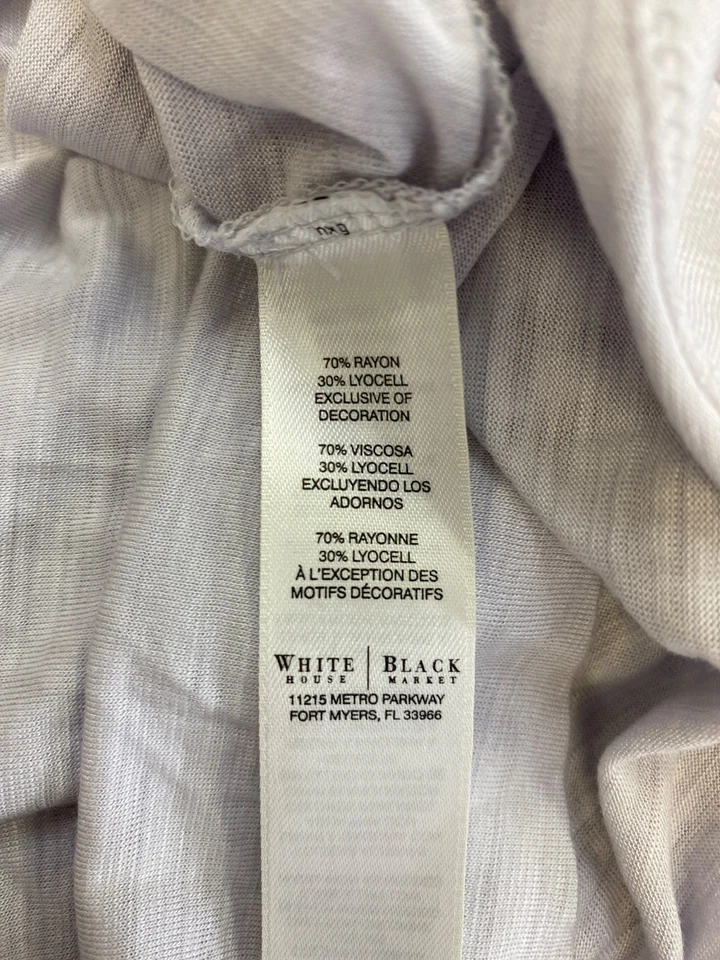 70% RAYON
30% LYOCELL
EXCLUSIVE OF
DECORATION
70% VISCOSA
30% LYOCELL
EXCLUYENDO LOS
ADORNOS
70% RAYONNE
30% LYOCELL
À L'EXCEPTION DES
MOTIFS DÉCORATIFS
WHITE | BLACK
HOUSE MARKET
11215 METRO PARKWAY
FORT MYERS, FL 33966